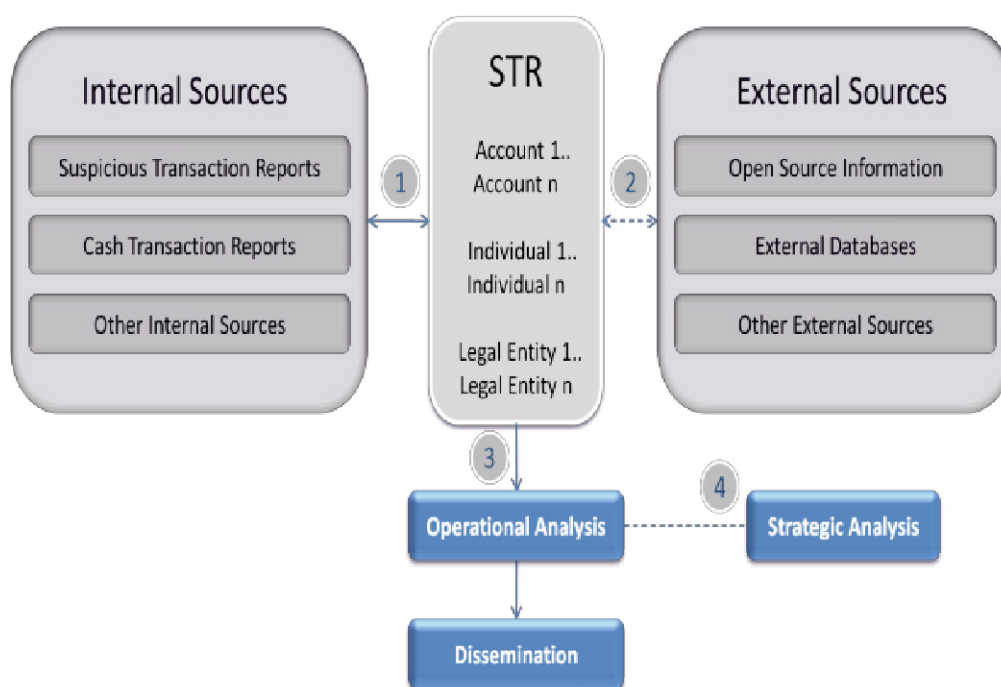 Internal Sources
Suspicious Transaction Reports
Cash Transaction Reports
Other Internal Sources
1
STR
Account 1..
Account n
Individual 1..
Individual n
Legal Entity 1..
Legal Entity n
2
External Sources
Open Source Information
External Databases
Other External Sources
3
4
Operational Analysis
Strategic Analysis
Dissemination